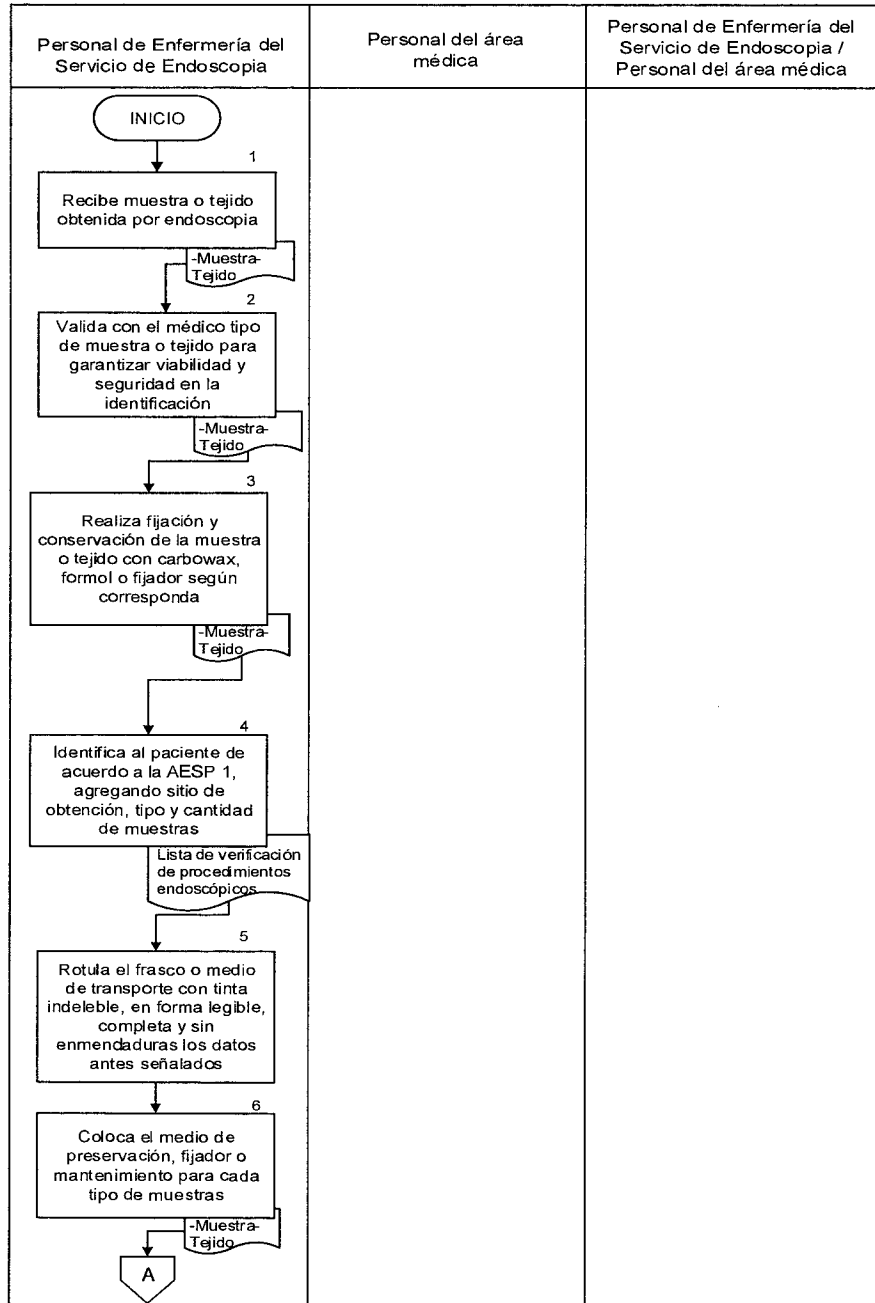 Personal de Enfermería del
Servicio de Endoscopia
Personal del área
médica
Personal de Enfermería del
Servicio de Endoscopia /
Personal del área médica
INICIO
1
Recibe muestra o tejido
obtenida por endoscopia
-Muestra-
Tejido
2
Valida con el médico tipo
de muestra o tejido para
garantizar viabilidad y
seguridad en la
identificación
-Muestra-
Tejido
3
Realiza fijación y
conservación de la muestra
o tejido con carbowax,
formol o fijador según
corresponda
-Muestra-
Tejido
4
Identifica al paciente de
acuerdo a la AESP 1,
agregando sitio de
obtención, tipo y cantidad
de muestras
Lista de verificación
de procedimientos
endoscópicos
5
Rotula el frasco o medio
de transporte con tinta
indeleble, en forma legible,
completa y sin
enmendaduras los datos
antes señalados
6
Coloca el medio de
preservación, fijador o
mantenimiento para cada
tipo de muestras
-Muestra-
Tejido
A